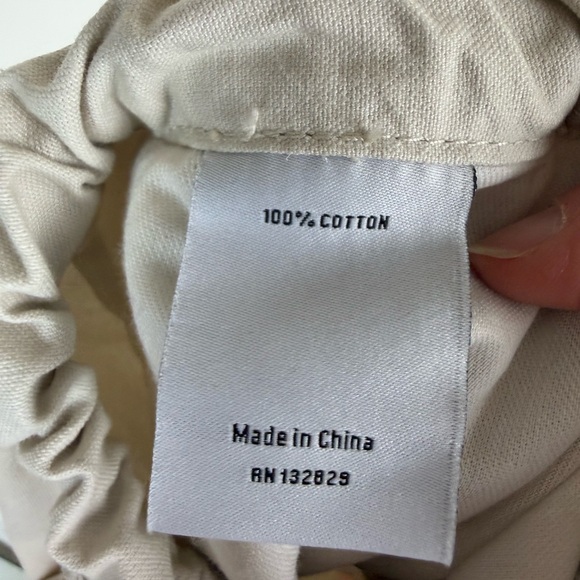 100% COTTON
Made in China
RN 132829